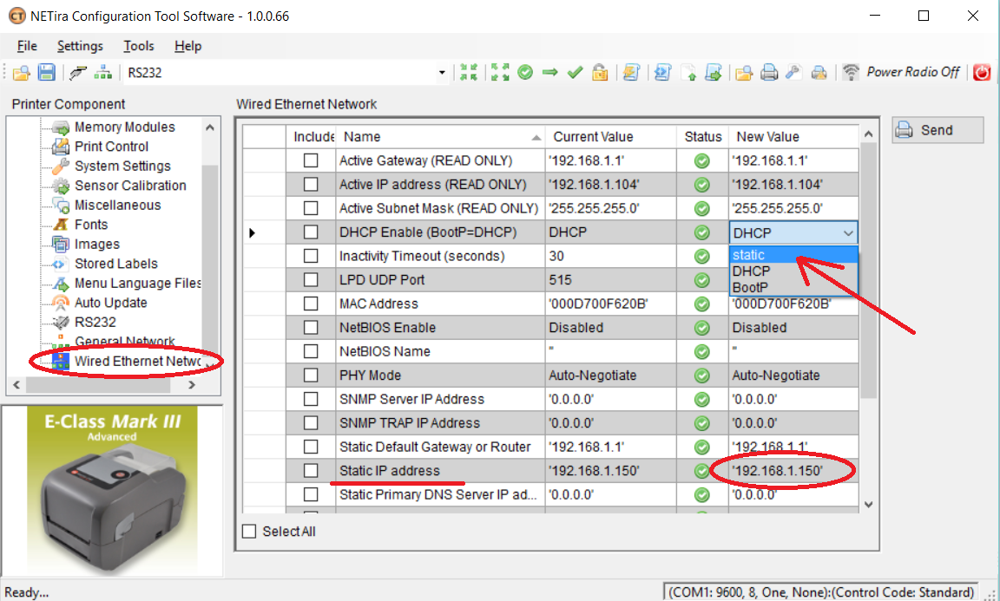 NETira Configuration Tool Software - 1.0.0.66
File Settings Tools Help
RS232
Power Radio Off
Printer Component
Memory Modules
Print Control
System Settings
Sensor Calibration
Miscellaneous
Fonts
Images
Stored Labels
Menu Language Files
Auto Update
RS232
General Network
Wired Ethernet Netwo
E-Class Mark III
Advanced
Wired Ethernet Network
Include Name Current Value Status New Value
Active Gateway (READ ONLY) '192.168.1.1' '192.168.1.1'
Active IP address (READ ONLY) '192.168.1.104' '192.168.1.104'
Active Subnet Mask (READ ONLY) '255.255.255.0' '255.255.255.0'
DHCP Enable (BootP=DHCP) DHCP DHCP
Inactivity Timeout (seconds) 30 static
LPD UDP Port 515 DHCP
BootP
MAC Address '000D700F620B' '000D700F620B'
NetBIOS Enable Disabled Disabled
NetBIOS Name '' ''
PHY Mode Auto-Negotiate Auto-Negotiate
SNMP Server IP Address '0.0.0.0' '0.0.0.0'
SNMP TRAP IP Address '0.0.0.0' '0.0.0.0'
Static Default Gateway or Router '192.168.1.1' '192.168.1.1'
Static IP address '192.168.1.150' '192.168.1.150'
Static Primary DNS Server IP ad... '0.0.0.0' '0.0.0.0'
Select All
Send
Ready...
(COM1: 9600, 8, One, None):(Control Code: Standard)